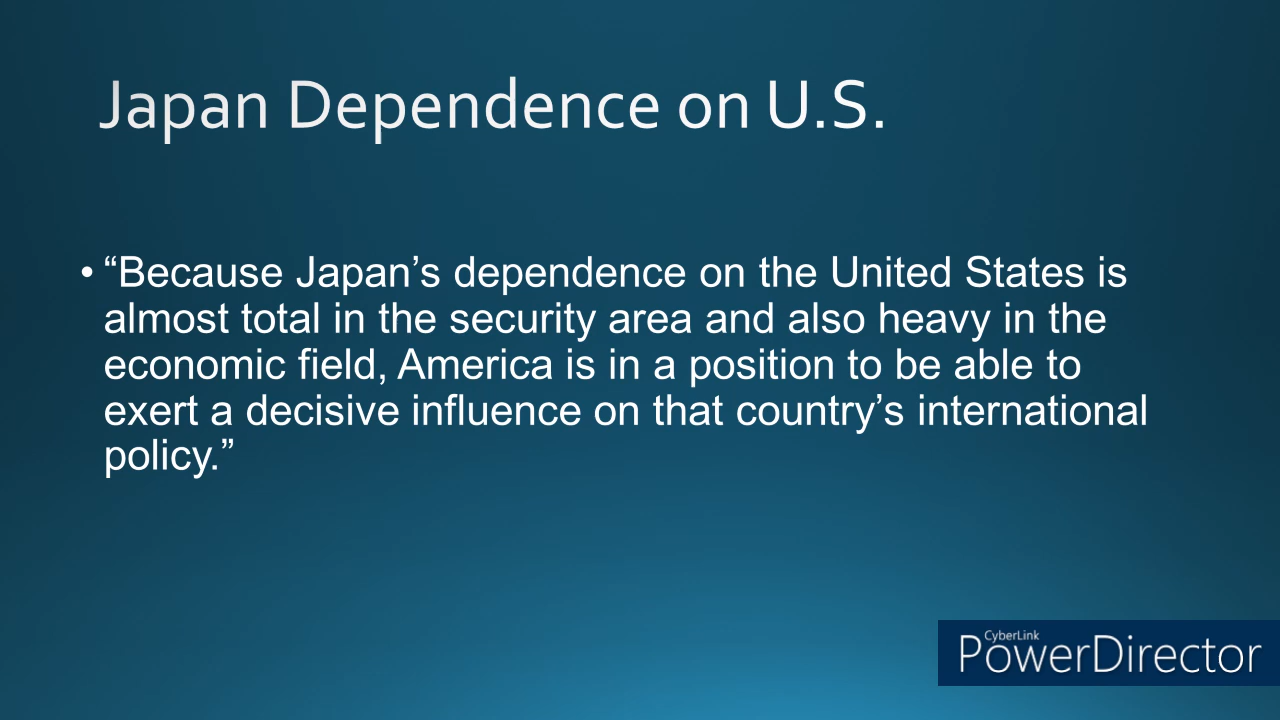 Japan Dependence on U.S.
• “Because Japan’s dependence on the United States is
almost total in the security area and also heavy in the
economic field, America is in a position to be able to
exert a decisive influence on that country’s international
policy.”
CyberLink
PowerDirector